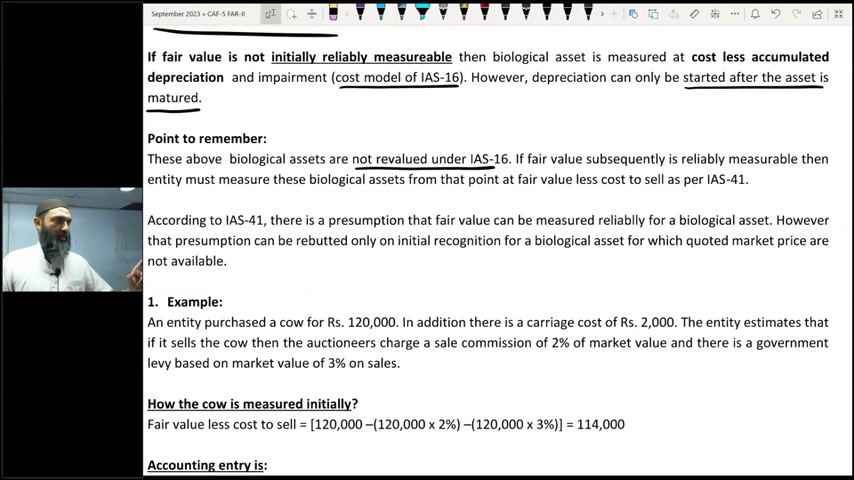 September 2023 » CAF-5 FAR-II
If fair value is not initially reliably measureable then biological asset is measured at cost less accumulated
depreciation and impairment (cost model of IAS-16). However, depreciation can only be started after the asset is
matured.
Point to remember:
These above biological assets are not revalued under IAS-16. If fair value subsequently is reliably measurable then
entity must measure these biological assets from that point at fair value less cost to sell as per IAS-41.
According to IAS-41, there is a presumption that fair value can be measured reliablly for a biological asset. However
that presumption can be rebutted only on initial recognition for a biological asset for which quoted market price are
not available.
1. Example:
An entity purchased a cow for Rs. 120,000. In addition there is a carriage cost of Rs. 2,000. The entity estimates that
if it sells the cow then the auctioneers charge a sale commission of 2% of market value and there is a government
levy based on market value of 3% on sales.
How the cow is measured initially?
Fair value less cost to sell = [120,000 –(120,000 x 2%) –(120,000 x 3%)] = 114,000
Accounting entry is: